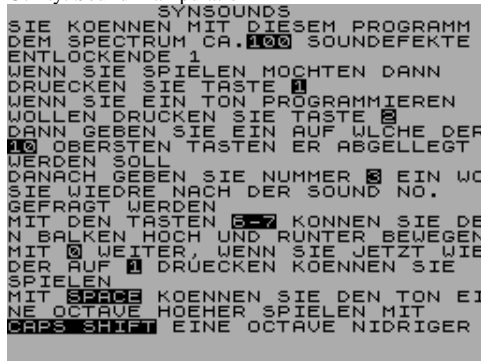 SYNSOUNDS
SIE KOENNEN MIT DIESEM PROGRAMM
DEM SPECTRUM CA.100 SOUNDEFEKTE
ENTLOCKENDE 1
WENN SIE SPIELEN MOCHTEN DANN
DRUECKEN SIE TASTE 1
WENN SIE EIN TON PROGRAMMIEREN
WOLLEN DRUCKEN SIE TASTE 2
DANN GEBEN SIE EIN AUF WLCHE DER
10 OBERSTEN TASTEN ER ABGELLEGT
WERDEN SOLL
DANACH GEBEN SIE NUMMER 3 EIN WO
SIE WIEDRE NACH DER SOUND NO.
GEFRAGT WERDEN
MIT DEN TASTEN 6-7 KONNEN SIE DE
N BALKEN HOCH UND RUNTER BEWEGEN
MIT 0 WEITER, WENN SIE JETZT WIE
DER AUF 1 DRUECKEN KOENNEN SIE
SPIELEN
MIT SPACE KOENNEN SIE DEN TON EI
NE OCTAVE HOEHER SPIELEN MIT
CAPS SHIFT EINE OCTAVE NIDRIGER